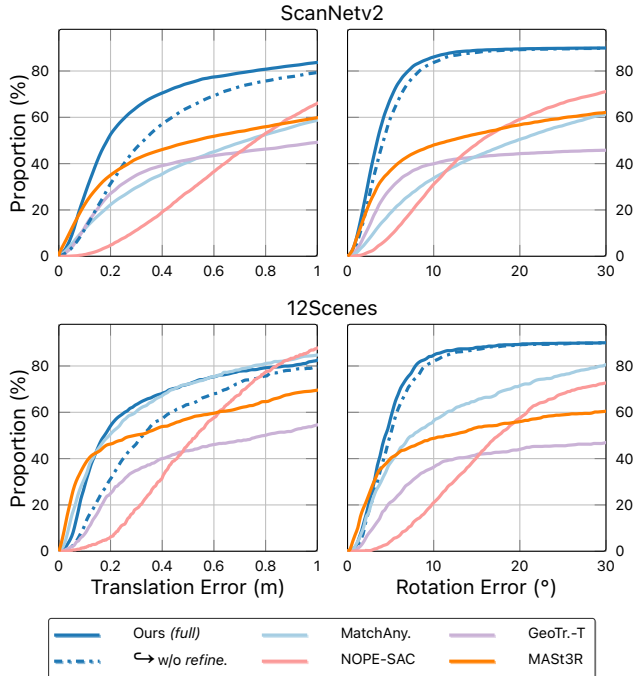 ScanNetv2
Proportion (%)
80
60
40
20
0
0 0.2 0.4 0.6 0.8 1
80
60
40
20
0
0 10 20 30
12Scenes
Proportion (%)
80
60
40
20
0
0 0.2 0.4 0.6 0.8 1
Translation Error (m)
80
60
40
20
0
0 10 20 30
Rotation Error (°)
Ours (full) MatchAny. GeoTr.-T
↪ w/o refine. NOPE-SAC MASt3R